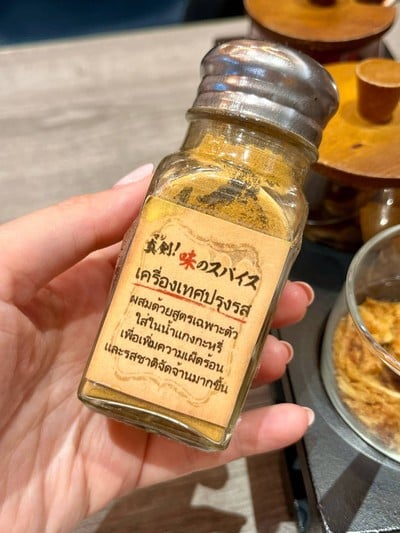 真剣!味のスパイス
เครื่องเทศปรุงรส
ผสมด้วยสูตรเฉพาะตัว
ใส่ในน้ำแกงกะหรี่
เพื่อเพิ่มความเผ็ดร้อน
และรสชาติจัดจ้านมากขึ้น